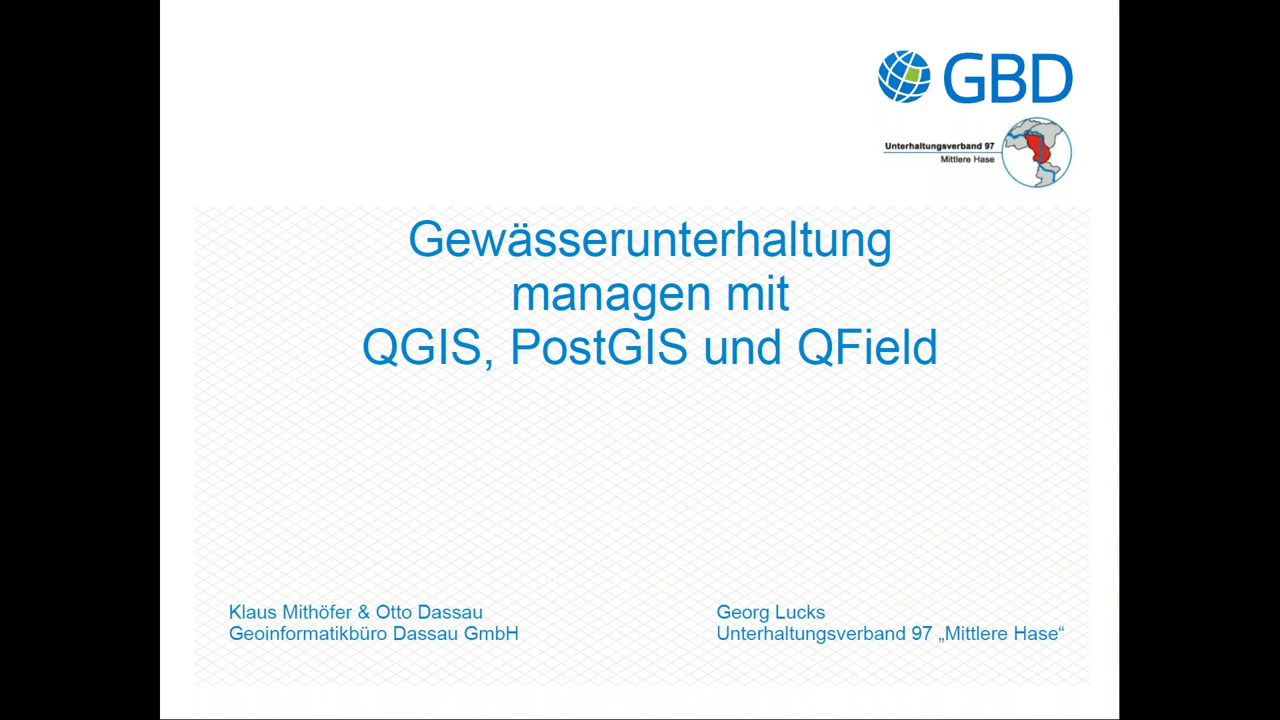 GBD
Unterhaltungsverband 97
Mittlere Hase
Gewässerunterhaltung
managen mit
QGIS, PostGIS und QField
Klaus Mithöfer & Otto Dassau
Geoinformatikbüro Dassau GmbH
Georg Lucks
Unterhaltungsverband 97 „Mittlere Hase“